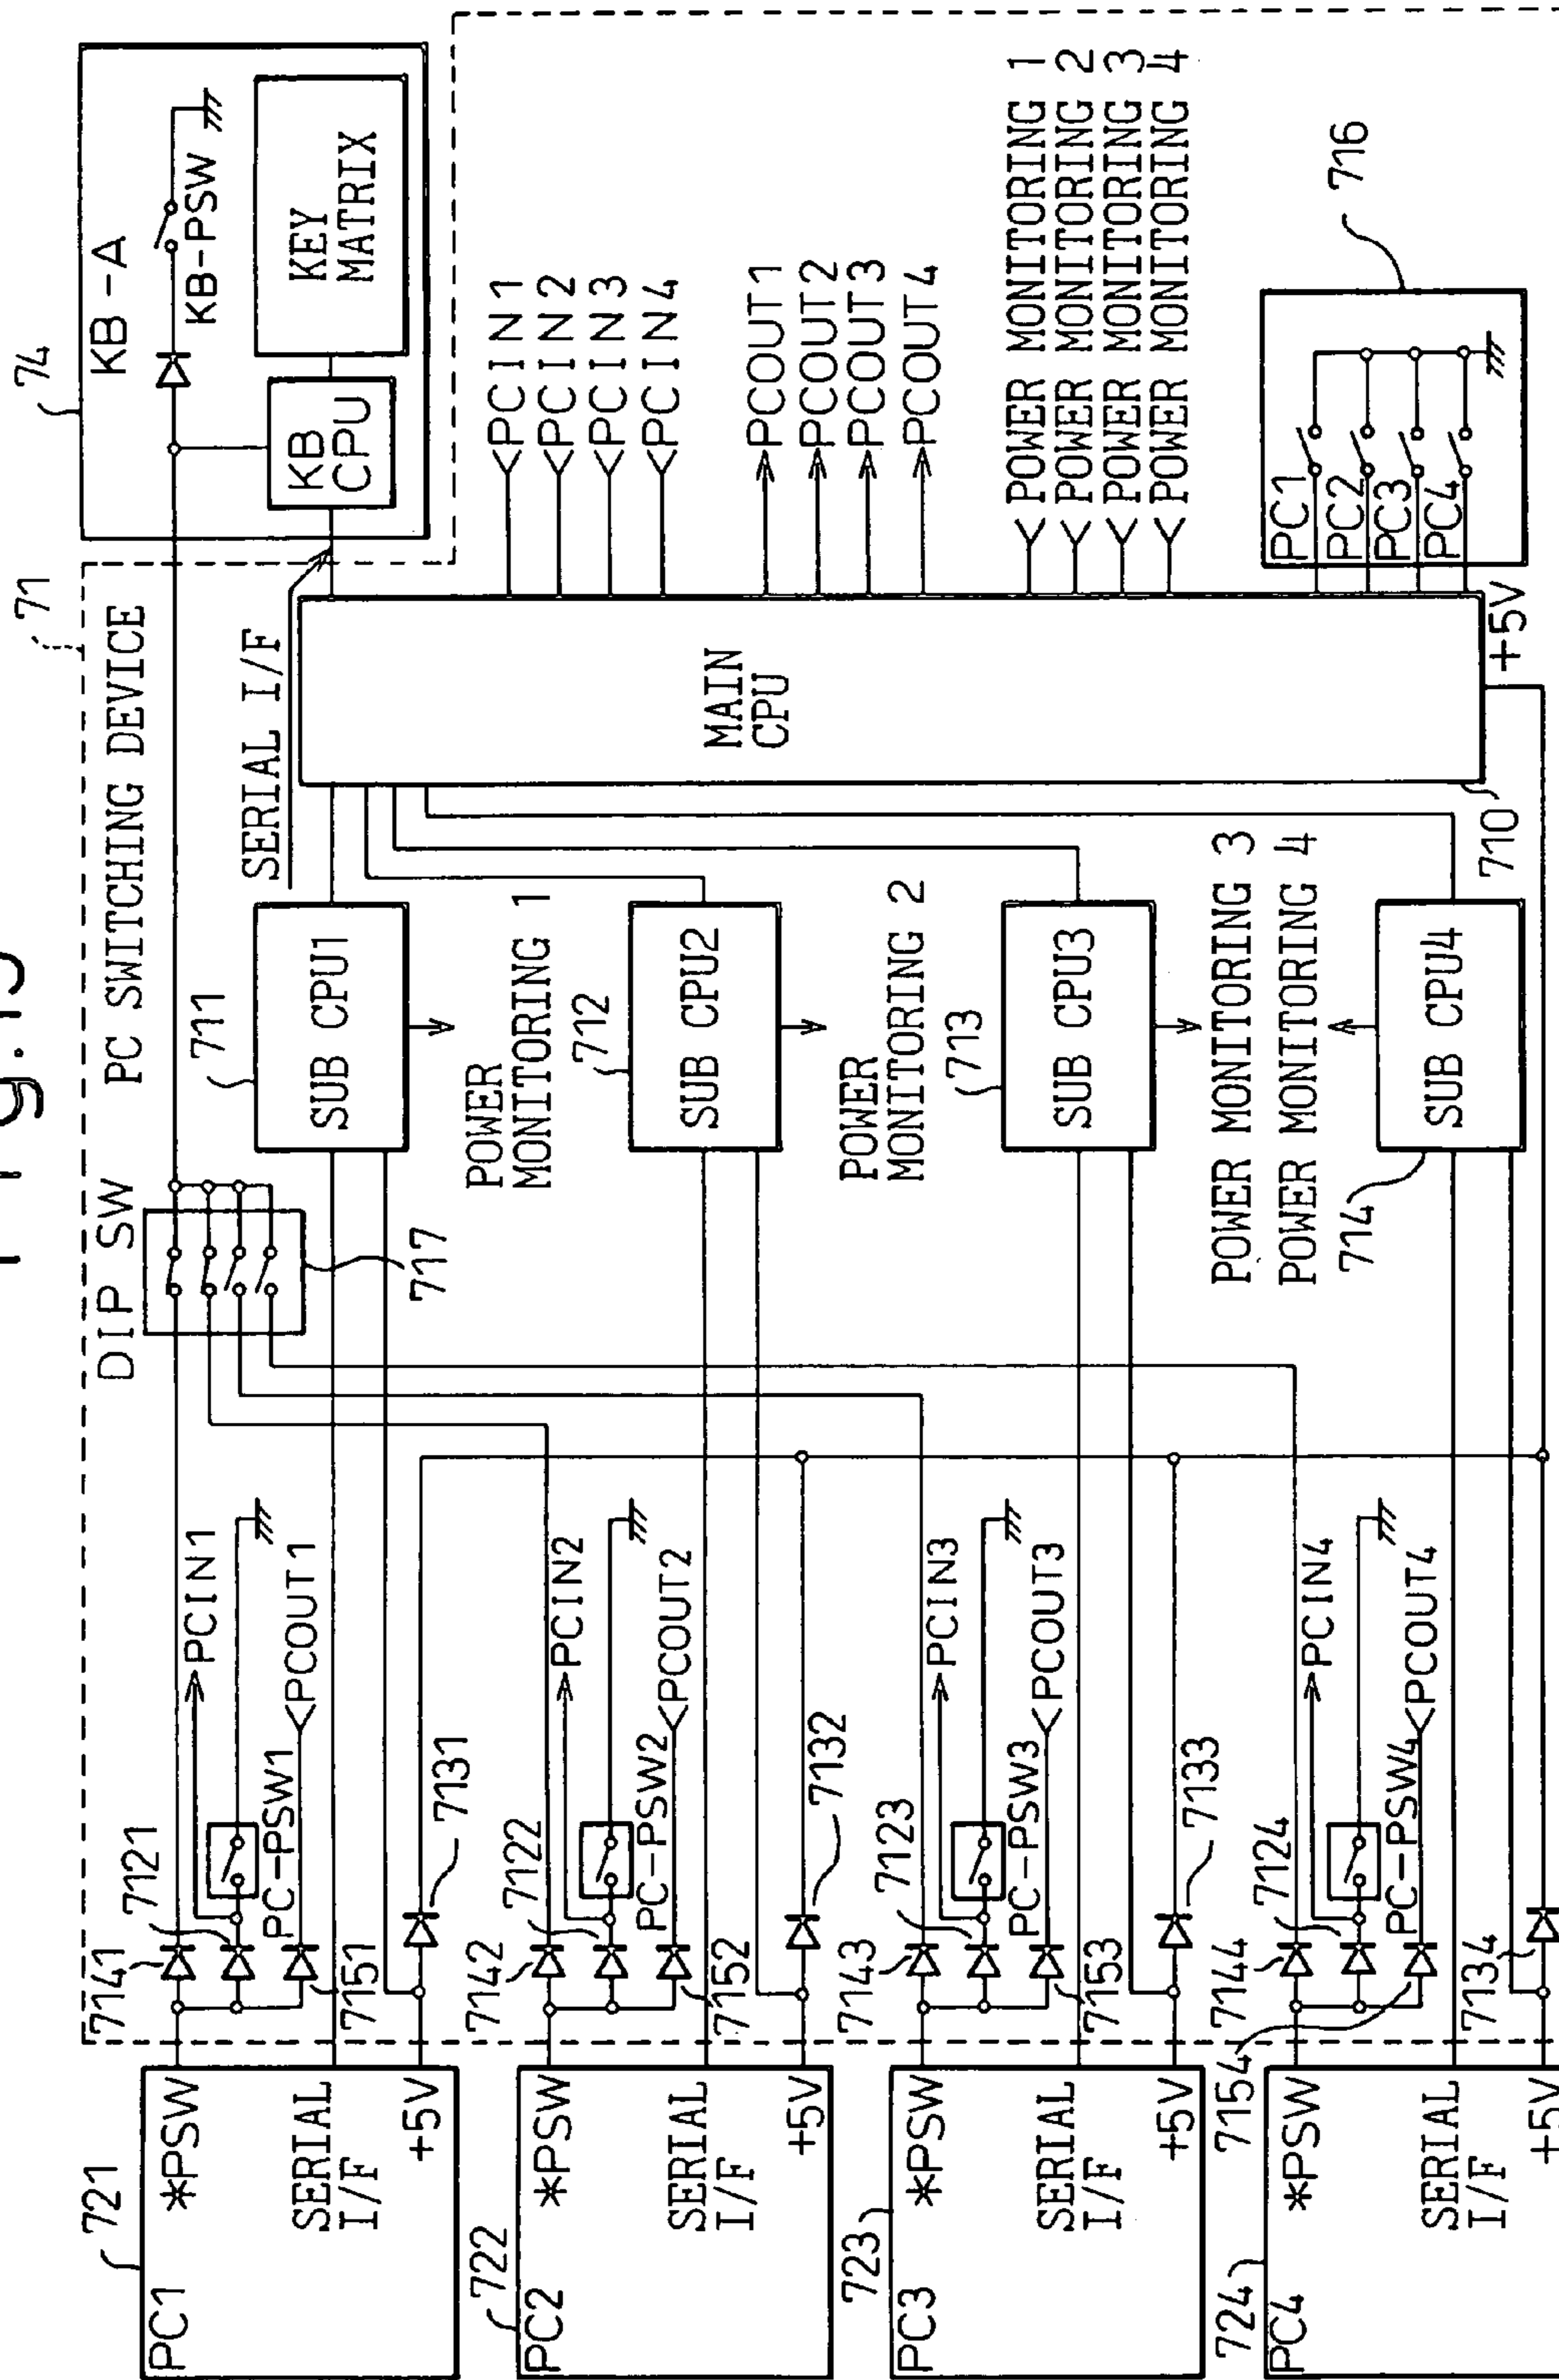 71
PC SWITCHING DEVICE
DIP SW
717
74
KB-A
KB-PSW
KB
CPU
KEY
MATRIX
SERIAL I/F
721
PC1
*PSW
SERIAL
I/F
+5V
7141
7121
PCIN1
PC-PSW1
PCOUT1
7151
7131
711
SUB CPU1
POWER
MONITORING 1
722
PC2
*PSW
SERIAL
I/F
+5V
7142
7122
PCIN2
PC-PSW2
PCOUT2
7152
7132
712
SUB CPU2
POWER
MONITORING 2
723
PC3
*PSW
SERIAL
I/F
+5V
7143
7123
PCIN3
PC-PSW3
PCOUT3
7153
7133
713
SUB CPU3
POWER MONITORING 3
POWER MONITORING 4
724
PC4
*PSW
SERIAL
I/F
+5V
7154
7144
7124
PCIN4
PC-PSW4
PCOUT4
7134
714
SUB CPU4
MAIN
CPU
710
+5V
PCIN1
PCIN2
PCIN3
PCIN4
PCOUT1
PCOUT2
PCOUT3
PCOUT4
POWER MONITORING 1
POWER MONITORING 2
POWER MONITORING 3
POWER MONITORING 4
716
PC1
PC2
PC3
PC4